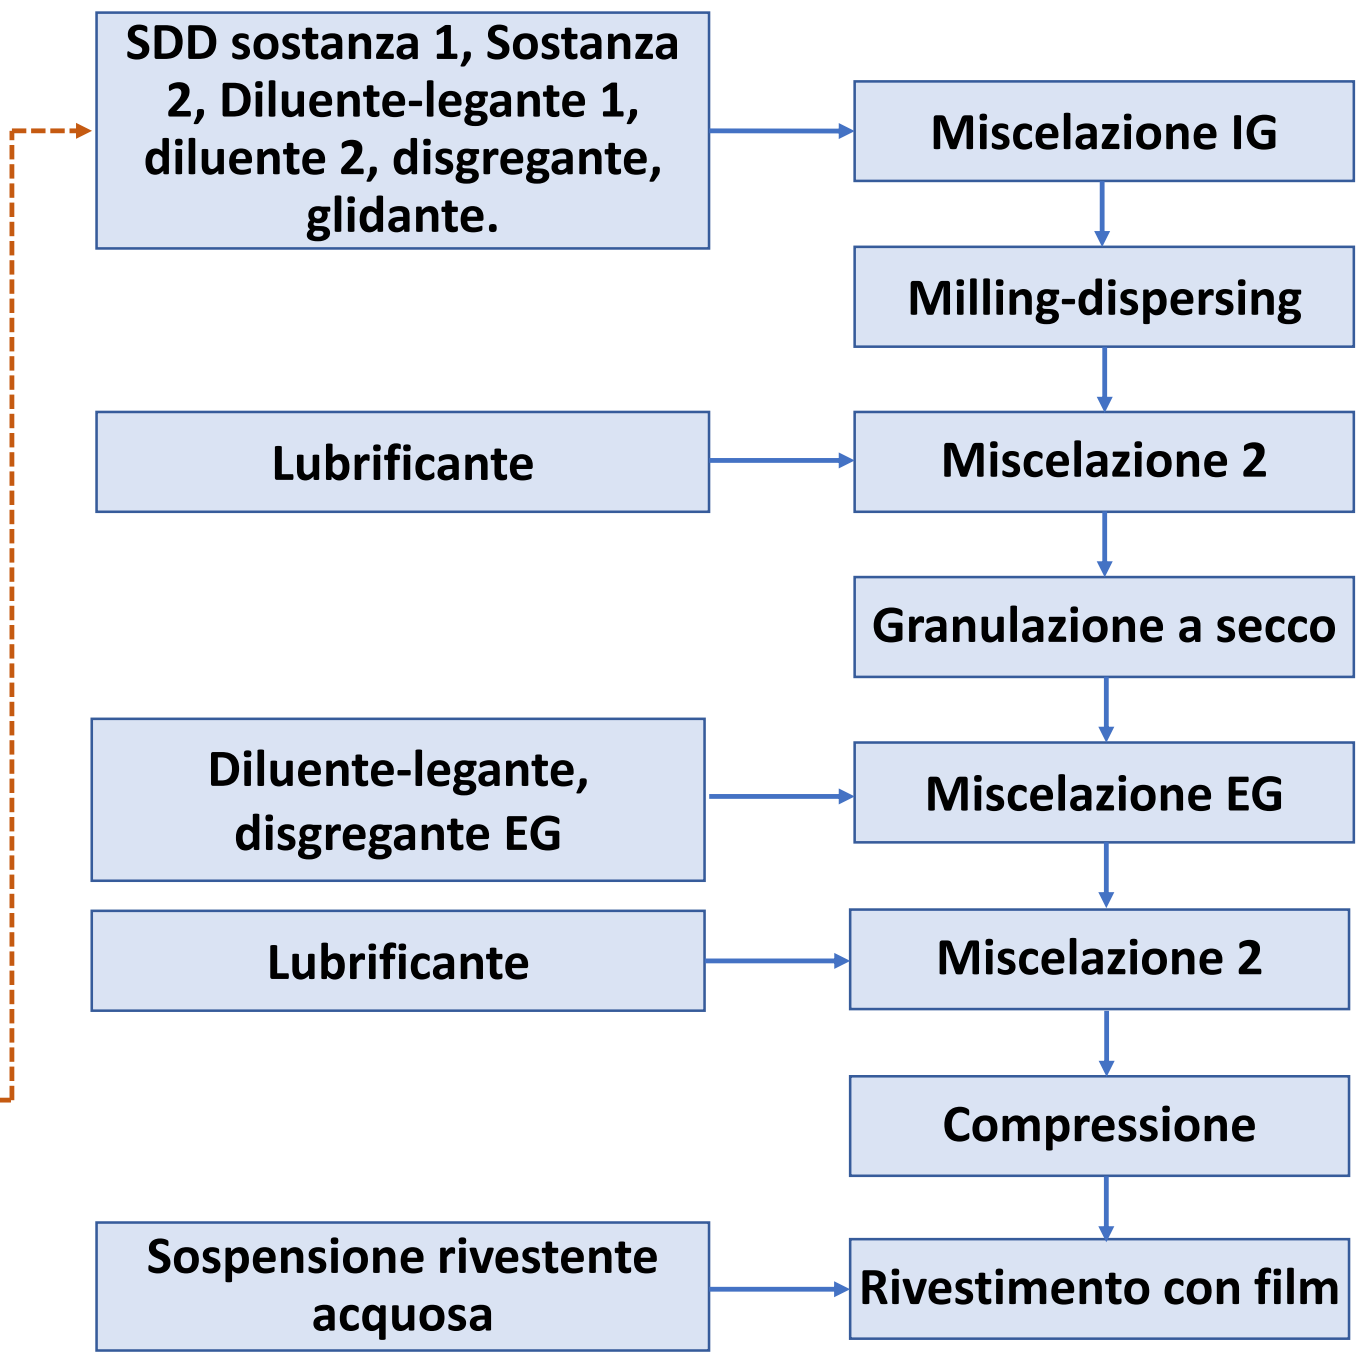 SDD sostanza 1, Sostanza
2, Diluente-legante 1,
diluente 2, disgregante,
glidante.
Miscelazione IG
Milling-dispersing
Lubrificante
Miscelazione 2
Granulazione a secco
Diluente-legante,
disgregante EG
Miscelazione EG
Lubrificante
Miscelazione 2
Compressione
Sospensione rivestente
acquosa
Rivestimento con film